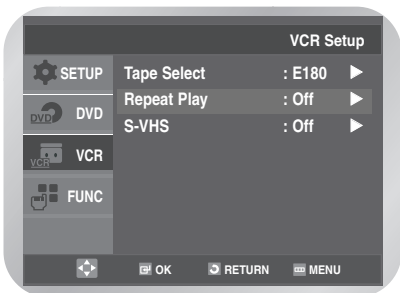 VCR Setup
SETUP
Tape Select : E180
Repeat Play : Off
DVD DVD
S-VHS : Off
VCR VCR
FUNC
OK RETURN MENU